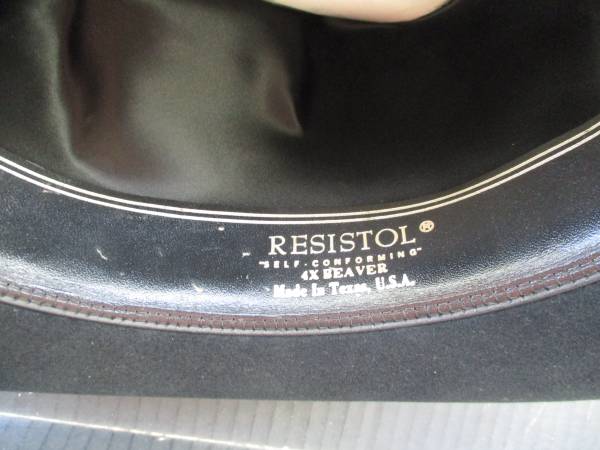 RESISTOL®
"SELF-CONFORMING"
4X BEAVER
Made In Texas, U.S.A.